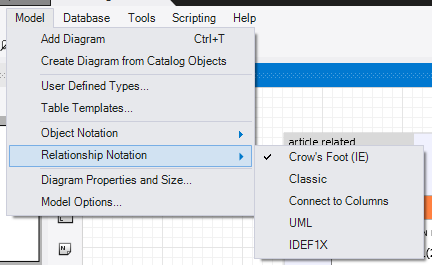 Model Database Tools Scripting Help
Add Diagram Ctrl+T
Create Diagram from Catalog Objects
User Defined Types...
Table Templates...
Object Notation
Relationship Notation
Diagram Properties and Size...
Model Options...
article related
Crow's Foot (IE)
Classic
Connect to Columns
UML
IDEF1X
N